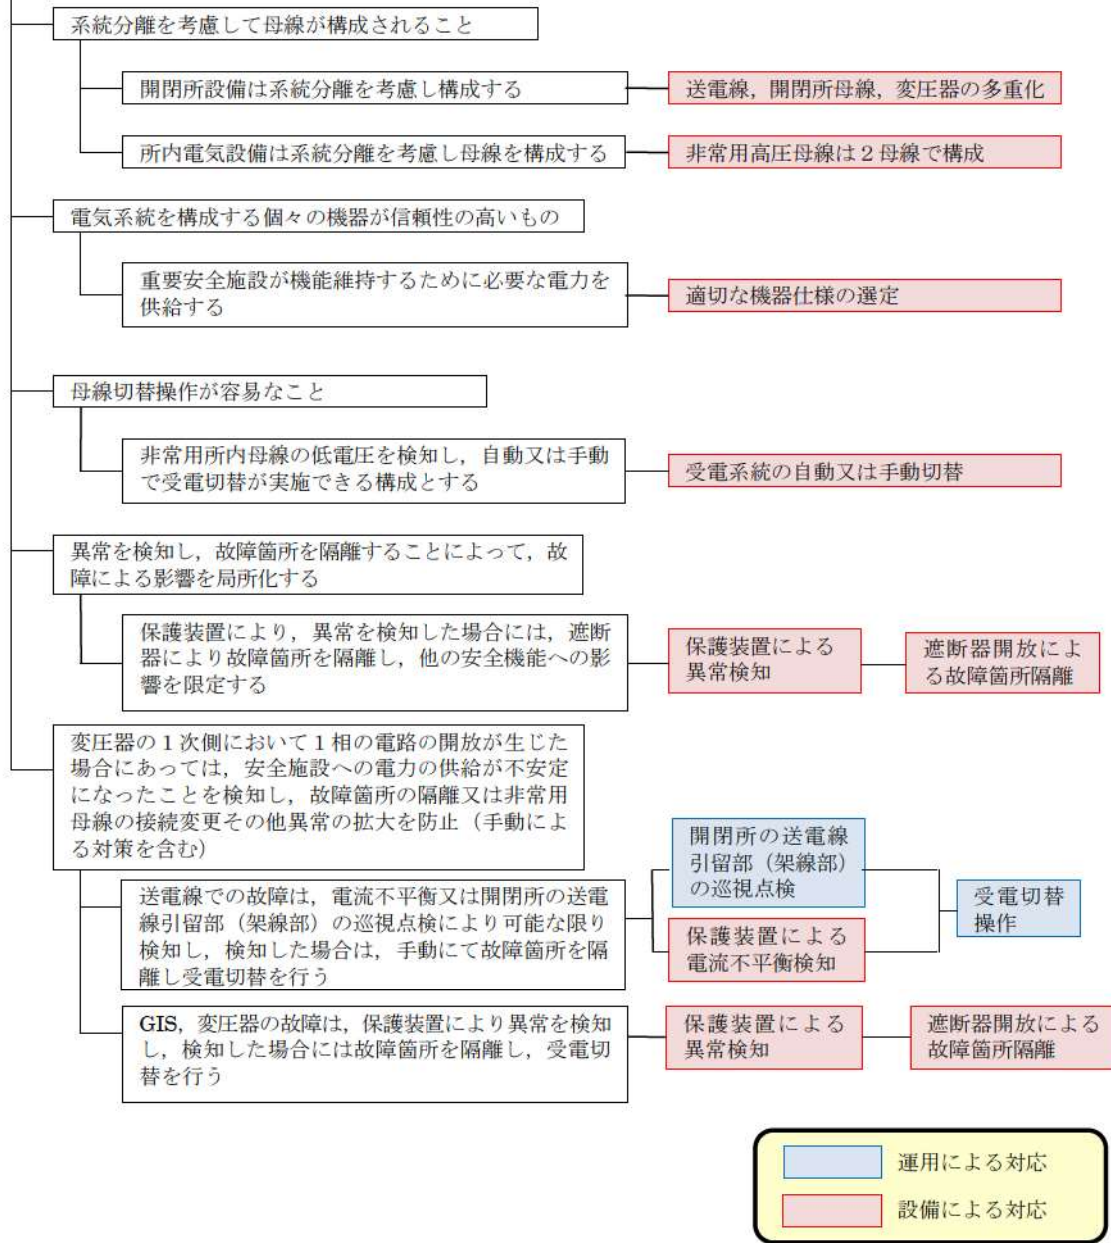 系統分離を考慮して母線が構成されること
開閉所設備は系統分離を考慮し構成する
送電線，開閉所母線，変圧器の多重化
所内電気設備は系統分離を考慮し母線を構成する
非常用高圧母線は２母線で構成
電気系統を構成する個々の機器が信頼性の高いもの
重要安全施設が機能維持するために必要な電力を
供給する
適切な機器仕様の選定
母線切替操作が容易なこと
非常用所内母線の低電圧を検知し，自動又は手動
で受電切替が実施できる構成とする
受電系統の自動又は手動切替
異常を検知し，故障箇所を隔離することによって，故
障による影響を局所化する
保護装置により，異常を検知した場合には，遮断
器により故障箇所を隔離し，他の安全機能への影
響を限定する
保護装置による
異常検知
遮断器開放によ
る故障箇所隔離
変圧器の１次側において１相の電路の開放が生じた
場合にあっては，安全施設への電力の供給が不安定
になったことを検知し，故障箇所の隔離又は非常用
母線の接続変更その他異常の拡大を防止（手動によ
る対策を含む）
送電線での故障は，電流不平衡又は開閉所の送電
線引留部（架線部）の巡視点検により可能な限り
検知し，検知した場合は，手動にて故障箇所を隔
離し受電切替を行う
開閉所の送電線
引留部（架線部）
の巡視点検
保護装置による
電流不平衡検知
受電切替
操作
GIS，変圧器の故障は，保護装置により異常を検知
し，検知した場合には故障箇所を隔離し，受電切
替を行う
保護装置による
異常検知
遮断器開放による
故障箇所隔離
運用による対応
設備による対応